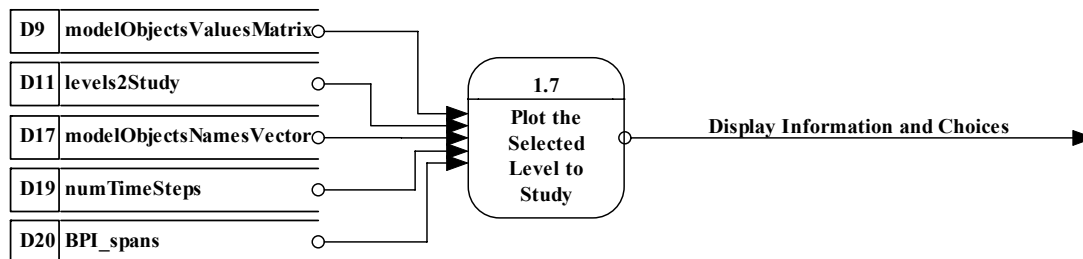 D9 modelObjectsValuesMatrix
D11 levels2Study
D17 modelObjectsNamesVector
D19 numTimeSteps
D20 BPI_spans
1.7
Plot the
Selected
Level to
Study
Display Information and Choices